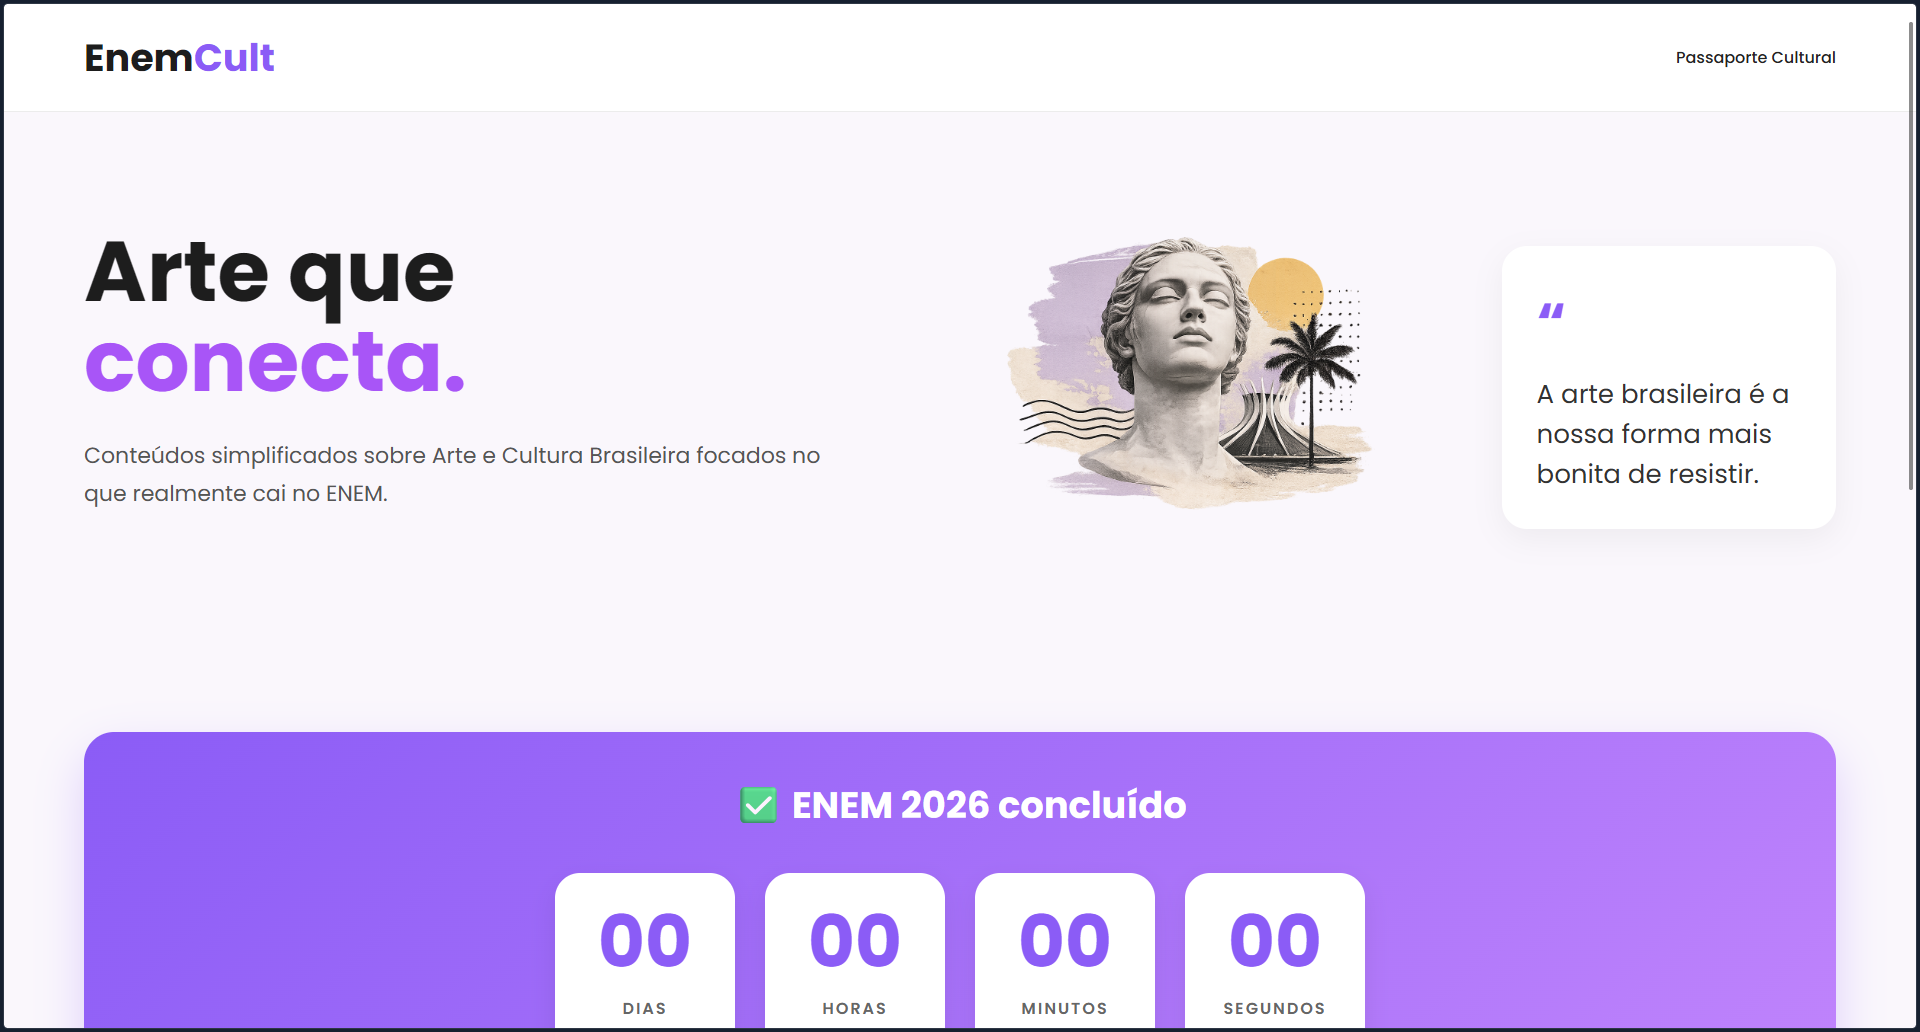 EnemCult
Passaporte Cultural
Arte que
conecta.
Conteúdos simplificados sobre Arte e Cultura Brasileira focados no
que realmente cai no ENEM.
“
A arte brasileira é a
nossa forma mais
bonita de resistir.
✅ ENEM 2026 concluído
00 00 00 00
DIAS HORAS MINUTOS SEGUNDOS